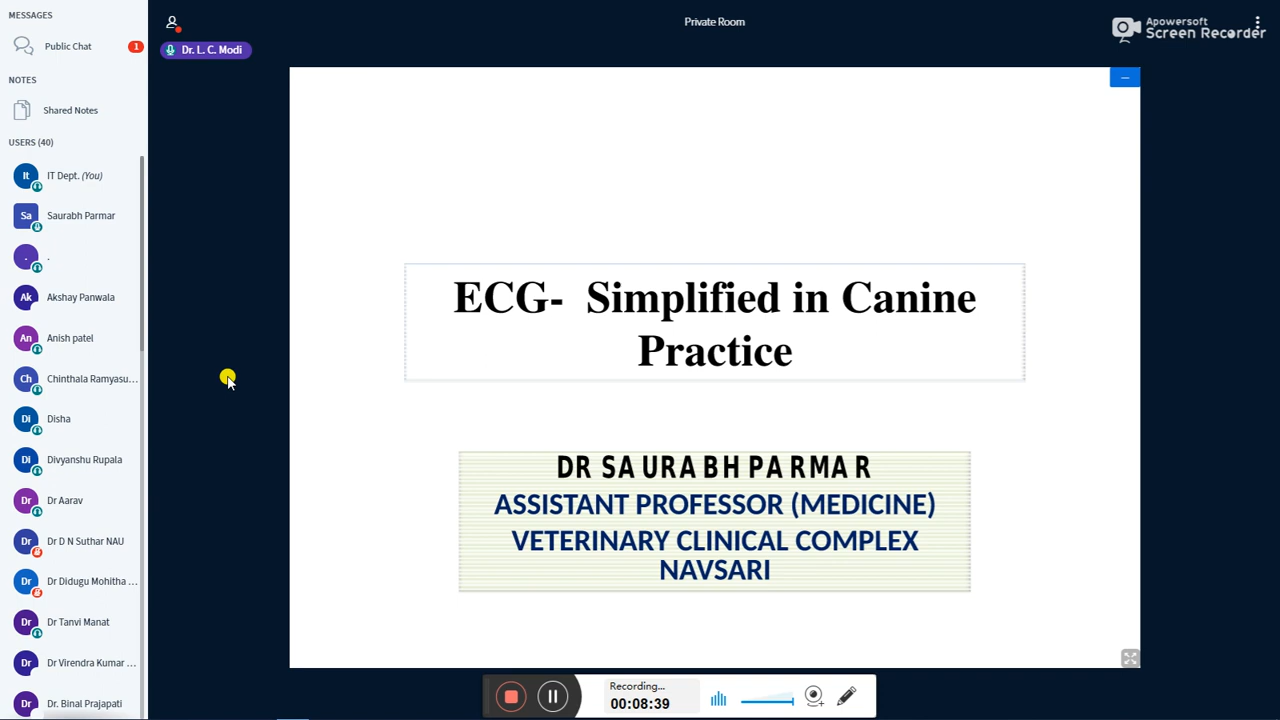 MESSAGES
Public Chat
1
NOTES
Shared Notes
USERS (40)
It
IT Dept. (You)
Sa
Saurabh Parmar
.
.
Ak
Akshay Panwala
An
Anish patel
Ch
Chinthala Ramyasu...
Di
Disha
Di
Divyanshu Rupala
Dr
Dr Aarav
Dr
Dr D N Suthar NAU
Dr
Dr Didugu Mohitha ...
Dr
Dr Tanvi Manat
Dr
Dr Virendra Kumar ...
Dr
Dr. Binal Prajapati
Private Room
Dr. L. C. Modi
Apowersoft
Screen Recorder
ECG- Simplified in Canine
Practice
DR SAURABH PARMAR
ASSISTANT PROFESSOR (MEDICINE)
VETERINARY CLINICAL COMPLEX
NAVSARI
Recording...
00:08:39